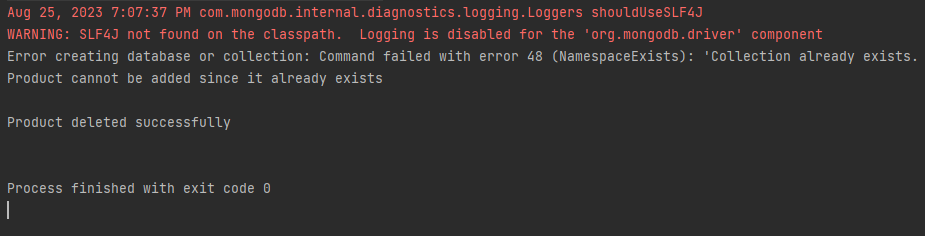 Aug 25, 2023 7:07:37 PM com.mongodb.internal.diagnostics.logging.Loggers shouldUseSLF4J
WARNING: SLF4J not found on the classpath.  Logging is disabled for the 'org.mongodb.driver' component
Error creating database or collection: Command failed with error 48 (NamespaceExists): 'Collection already exists.
Product cannot be added since it already exists
Product deleted successfully
Process finished with exit code 0